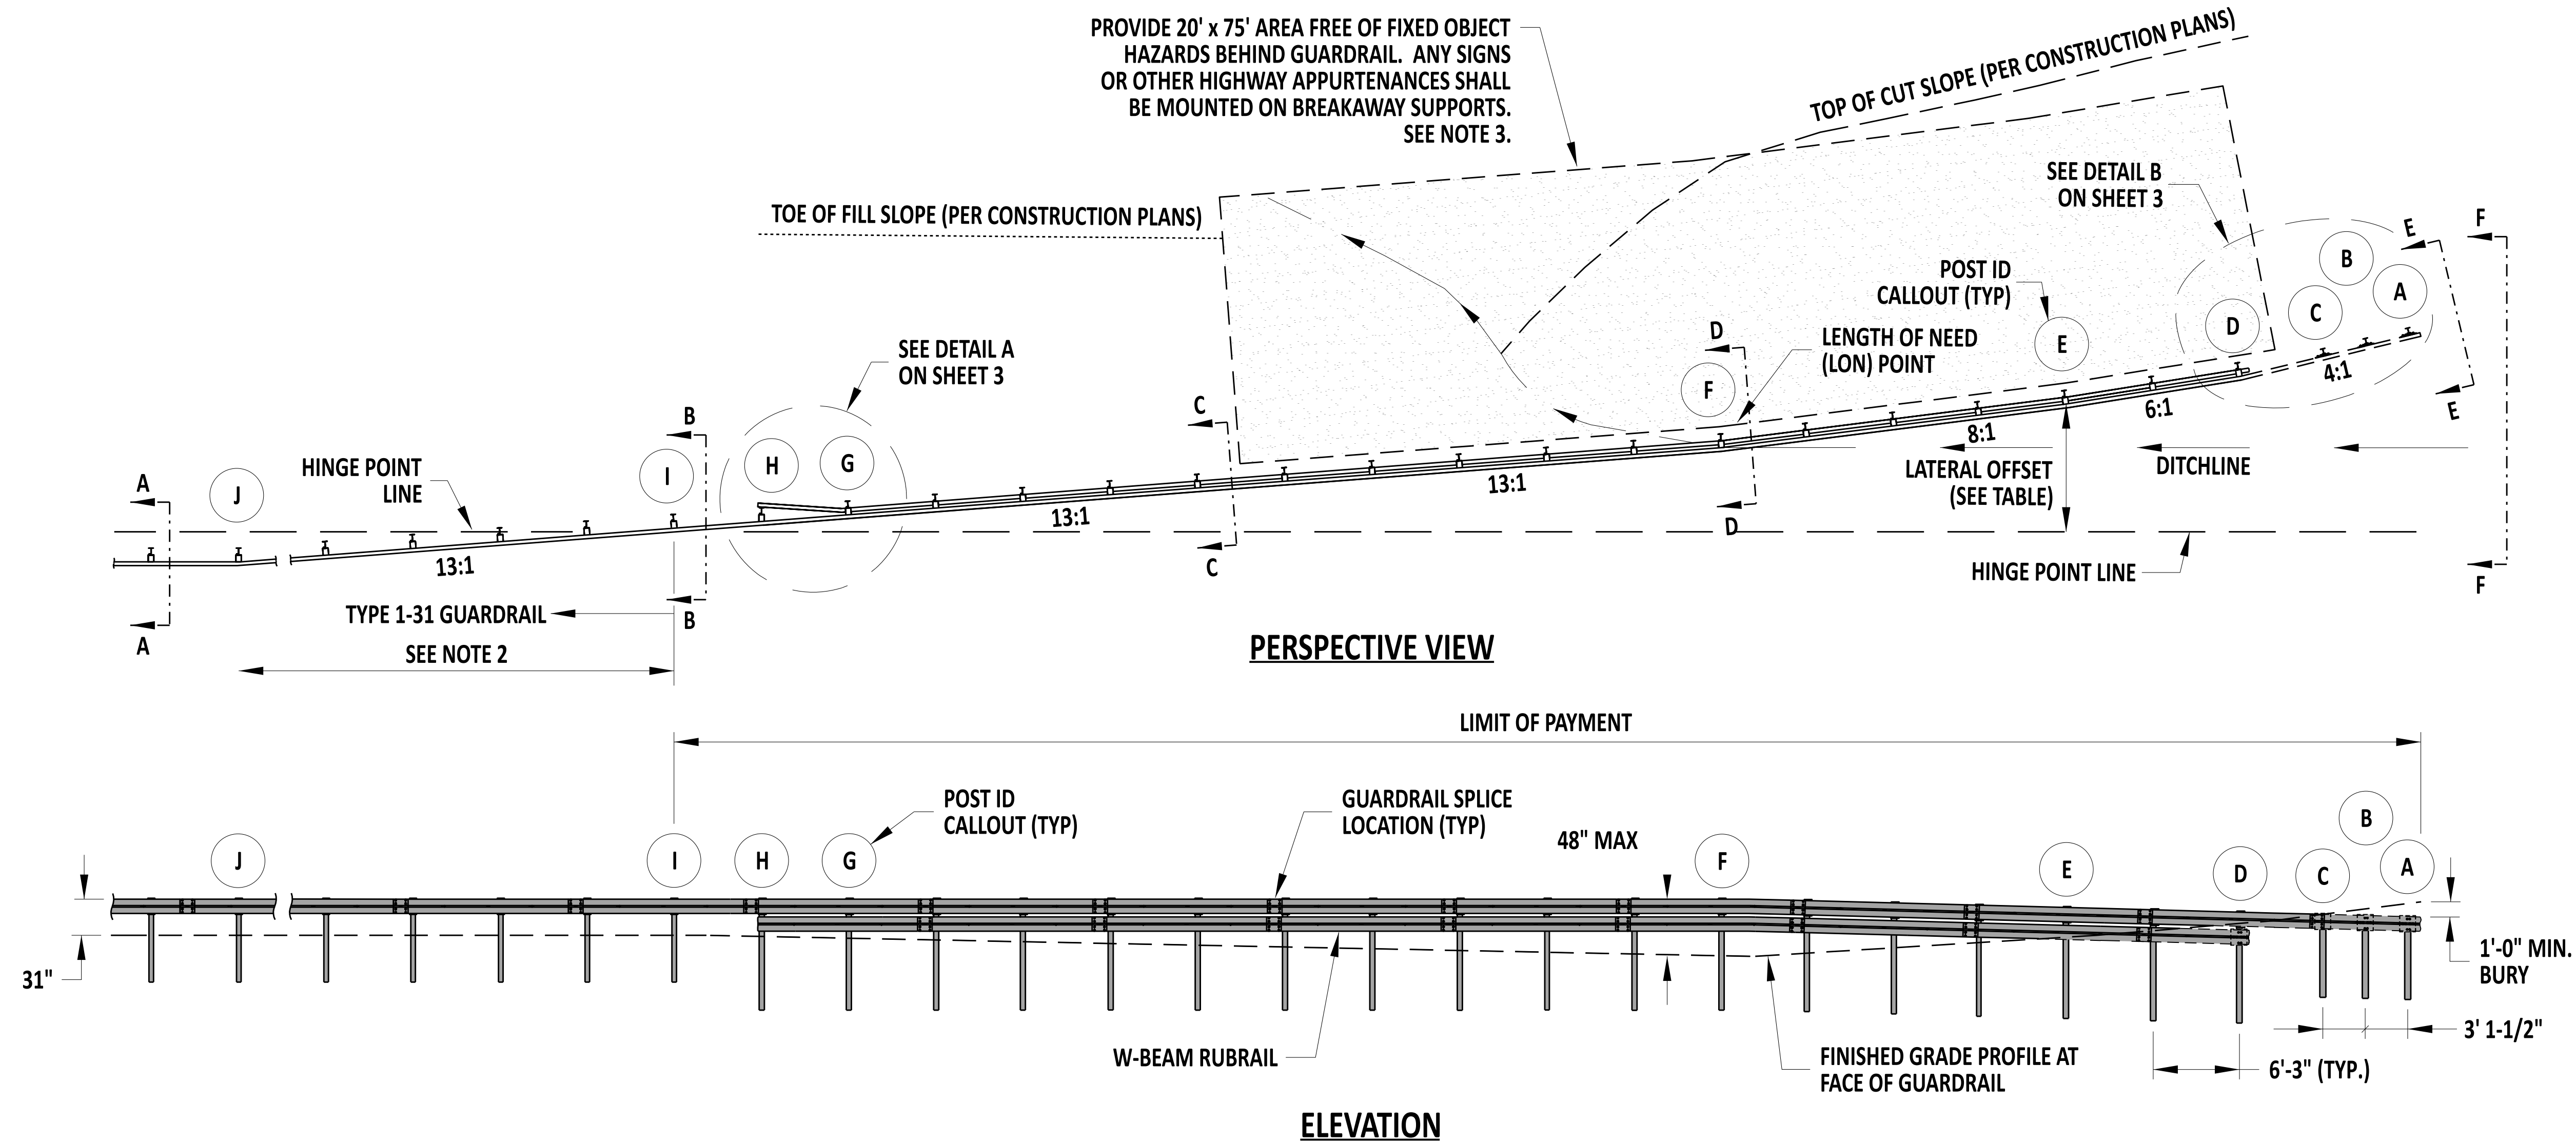 PROVIDE 20' x 75' AREA FREE OF FIXED OBJECT
HAZARDS BEHIND GUARDRAIL. ANY SIGNS
OR OTHER HIGHWAY APPURTENANCES SHALL
BE MOUNTED ON BREAKAWAY SUPPORTS.
SEE NOTE 3.
TOP OF CUT SLOPE (PER CONSTRUCTION PLANS)
SEE DETAIL B
ON SHEET 3
TOE OF FILL SLOPE (PER CONSTRUCTION PLANS)
F
E
B
A
C
D
POST ID
CALLOUT (TYP)
E
LENGTH OF NEED
(LON) POINT
D
F
SEE DETAIL A
ON SHEET 3
4:1
6:1
8:1
E
C
B
HINGE POINT
LINE
A
J
I
H
G
LATERAL OFFSET
(SEE TABLE)
DITCHLINE
13:1
13:1
13:1
D
C
HINGE POINT LINE
F
TYPE 1-31 GUARDRAIL
B
A
SEE NOTE 2
PERSPECTIVE VIEW
LIMIT OF PAYMENT
POST ID
CALLOUT (TYP)
GUARDRAIL SPLICE
LOCATION (TYP)
48" MAX
J
I
H
G
F
E
D
C
B
A
31"
1'-0" MIN.
BURY
3' 1-1/2"
W-BEAM RUBRAIL
FINISHED GRADE PROFILE AT
FACE OF GUARDRAIL
6'-3" (TYP.)
ELEVATION